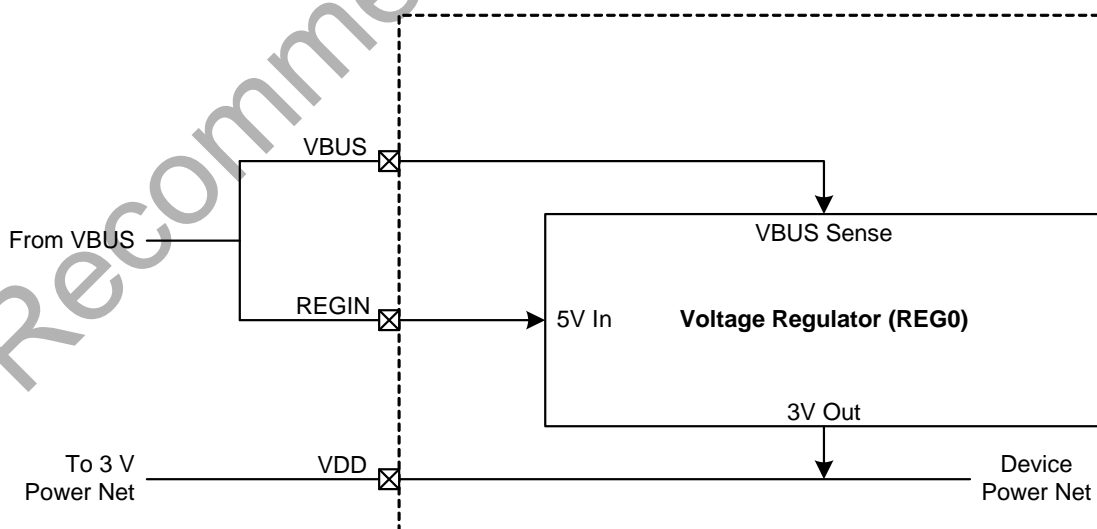 Recomme
VBUS
From VBUS
VBUS Sense
REGIN
5V In
Voltage Regulator (REG0)
3V Out
To 3 V
Power Net
VDD
Device
Power Net